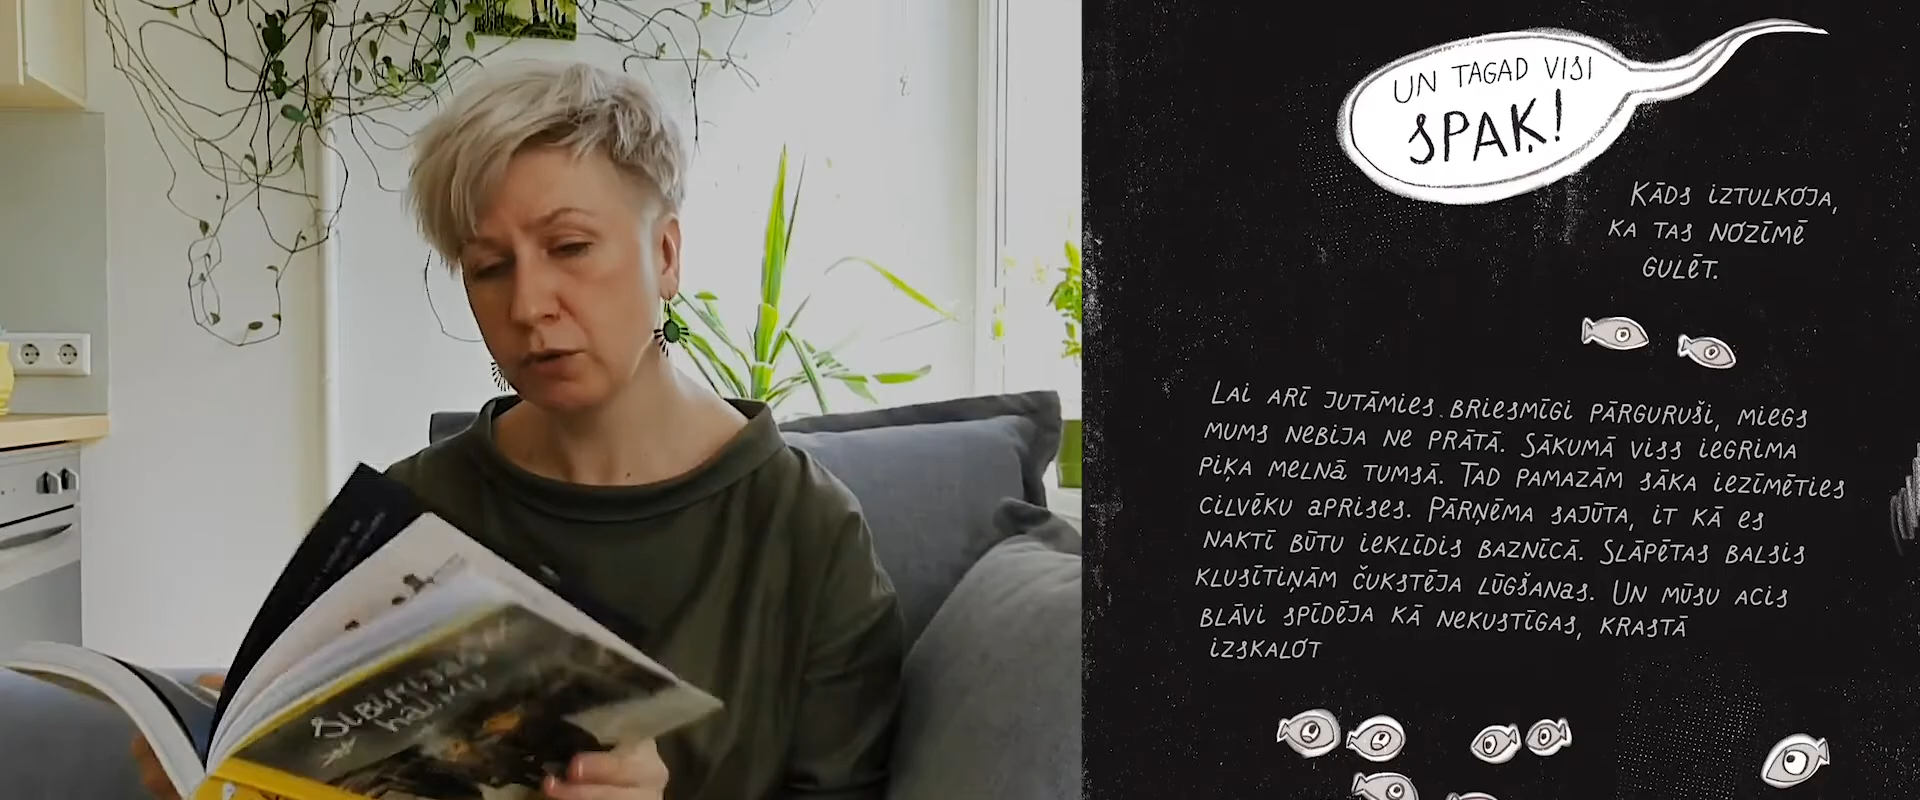 SIBĪRIJAS
HAIKU
UN TAGAD VISI
SPAĶ!
KĀDS IZTULKOJA,
KA TAS NOZĪMĒ
GULĒT.
LAI ARĪ JUTĀMIES BRIESMĪGI PĀRGURUŠI, MIEGS
MUMS NEBIJA NE PRĀTĀ. SĀKUMĀ VISS IEGRIMA
PIĶA MELNĀ TUMSĀ. TAD PAMAZĀM SĀKA IEZĪMĒTIES
CILVĒKU APRISES. PĀRŅĒMA SAJŪTA, IT KĀ ES
NAKTĪ BŪTU IEKLĪDIS BAZNĪCĀ. SLĀPĒTAS BALSIS
KLUSĪTIŅĀM ČUKSTĒJA LŪGŠANAS. UN MŪSU ACIS
BLĀVI SPĪDĒJA KĀ NEKUSTĪGAS, KRASTĀ
IZSKALOT